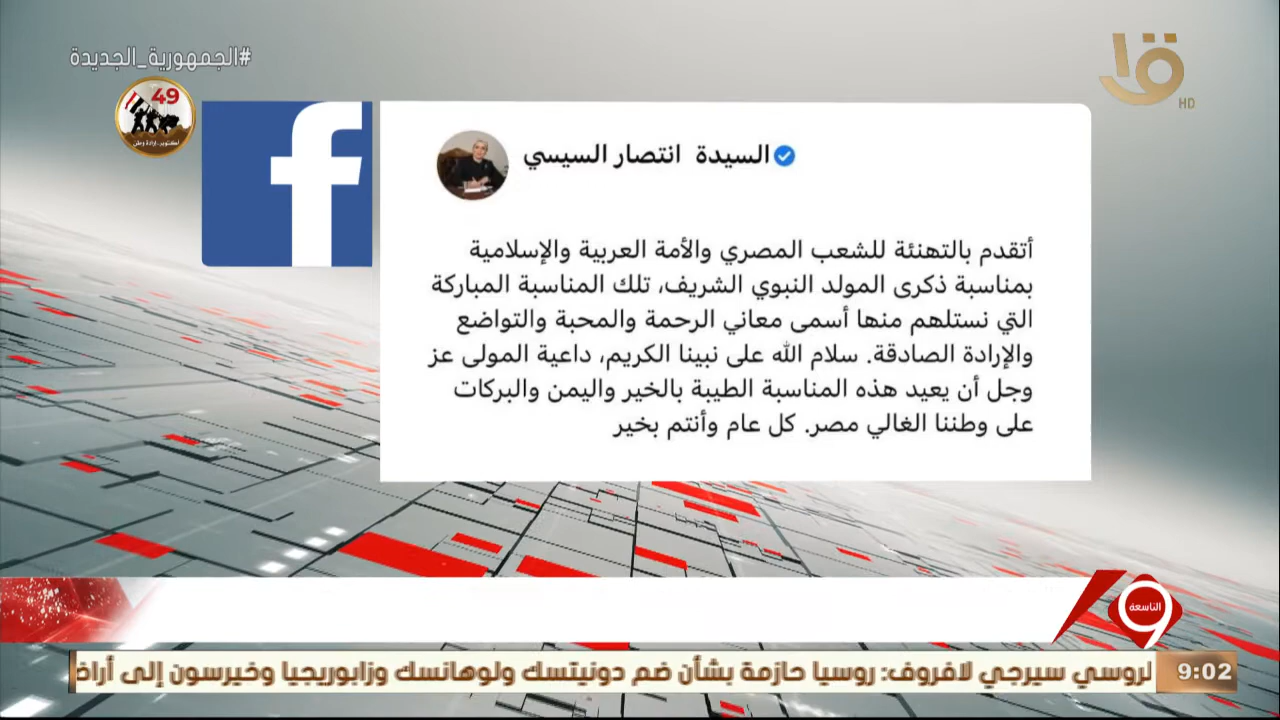 #الجمهورية_الجديدة
HD
49
أكتوبر.. إرادة وطن
السيدة انتصار السيسي
أتقدم بالتهنئة للشعب المصري والأمة العربية والإسلامية
بمناسبة ذكرى المولد النبوي الشريف، تلك المناسبة المباركة
التي نستلهم منها أسمى معاني الرحمة والمحبة والتواضع
والإرادة الصادقة. سلام الله على نبينا الكريم، داعية المولى عز
وجل أن يعيد هذه المناسبة الطيبة بالخير واليمن والبركات
على وطننا الغالي مصر. كل عام وأنتم بخير
التاسعة
9:02
لروسي سيرجي لافروف: روسيا حازمة بشأن ضم دونيتسك ولوهانسك وزابوريجيا وخيرسون إلى أراض